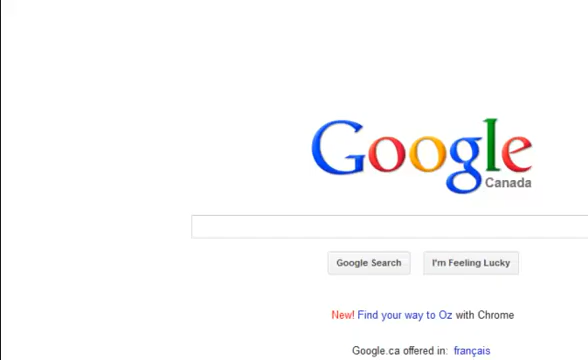 Google
Canada
Google Search I'm Feeling Lucky
New! Find your way to Oz with Chrome
Google.ca offered in: français